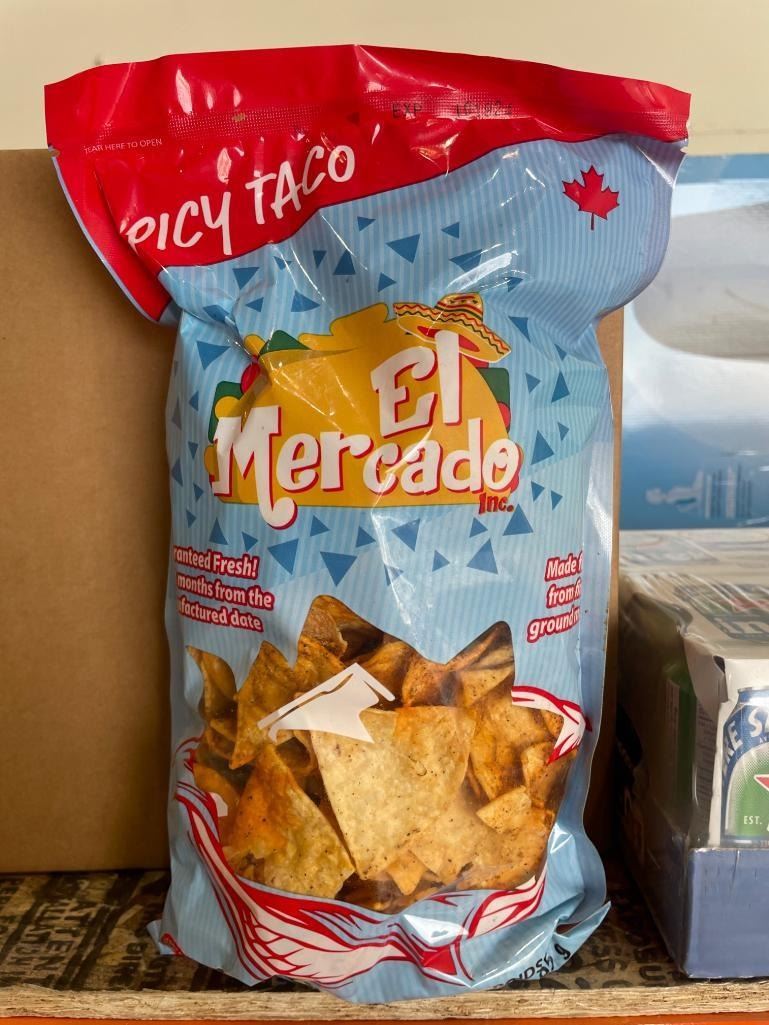 EXP
TEAR HERE TO OPEN
PICY TACO
El
Mercado
Inc.
ranteed Fresh!
months from the
factured date
Made f
from f
ground
EST.